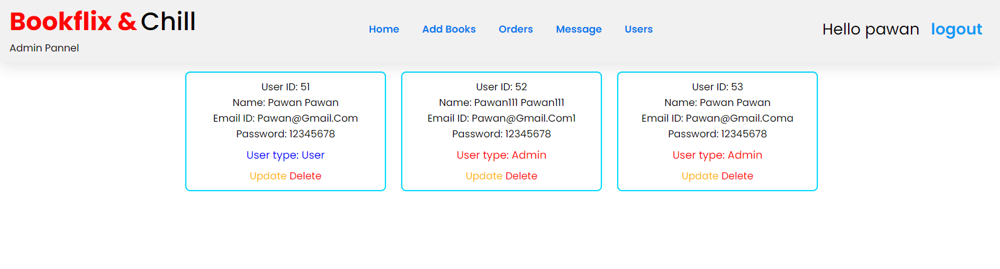 Bookflix & Chill
Admin Pannel
Home Add Books Orders Message Users
Hello pawan logout
User ID: 51
Name: Pawan Pawan
Email ID: Pawan@Gmail.Com
Password: 12345678
User type: User
Update Delete
User ID: 52
Name: Pawan111 Pawan111
Email ID: Pawan@Gmail.Com1
Password: 12345678
User type: Admin
Update Delete
User ID: 53
Name: Pawan Pawan
Email ID: Pawan@Gmail.Coma
Password: 12345678
User type: Admin
Update Delete